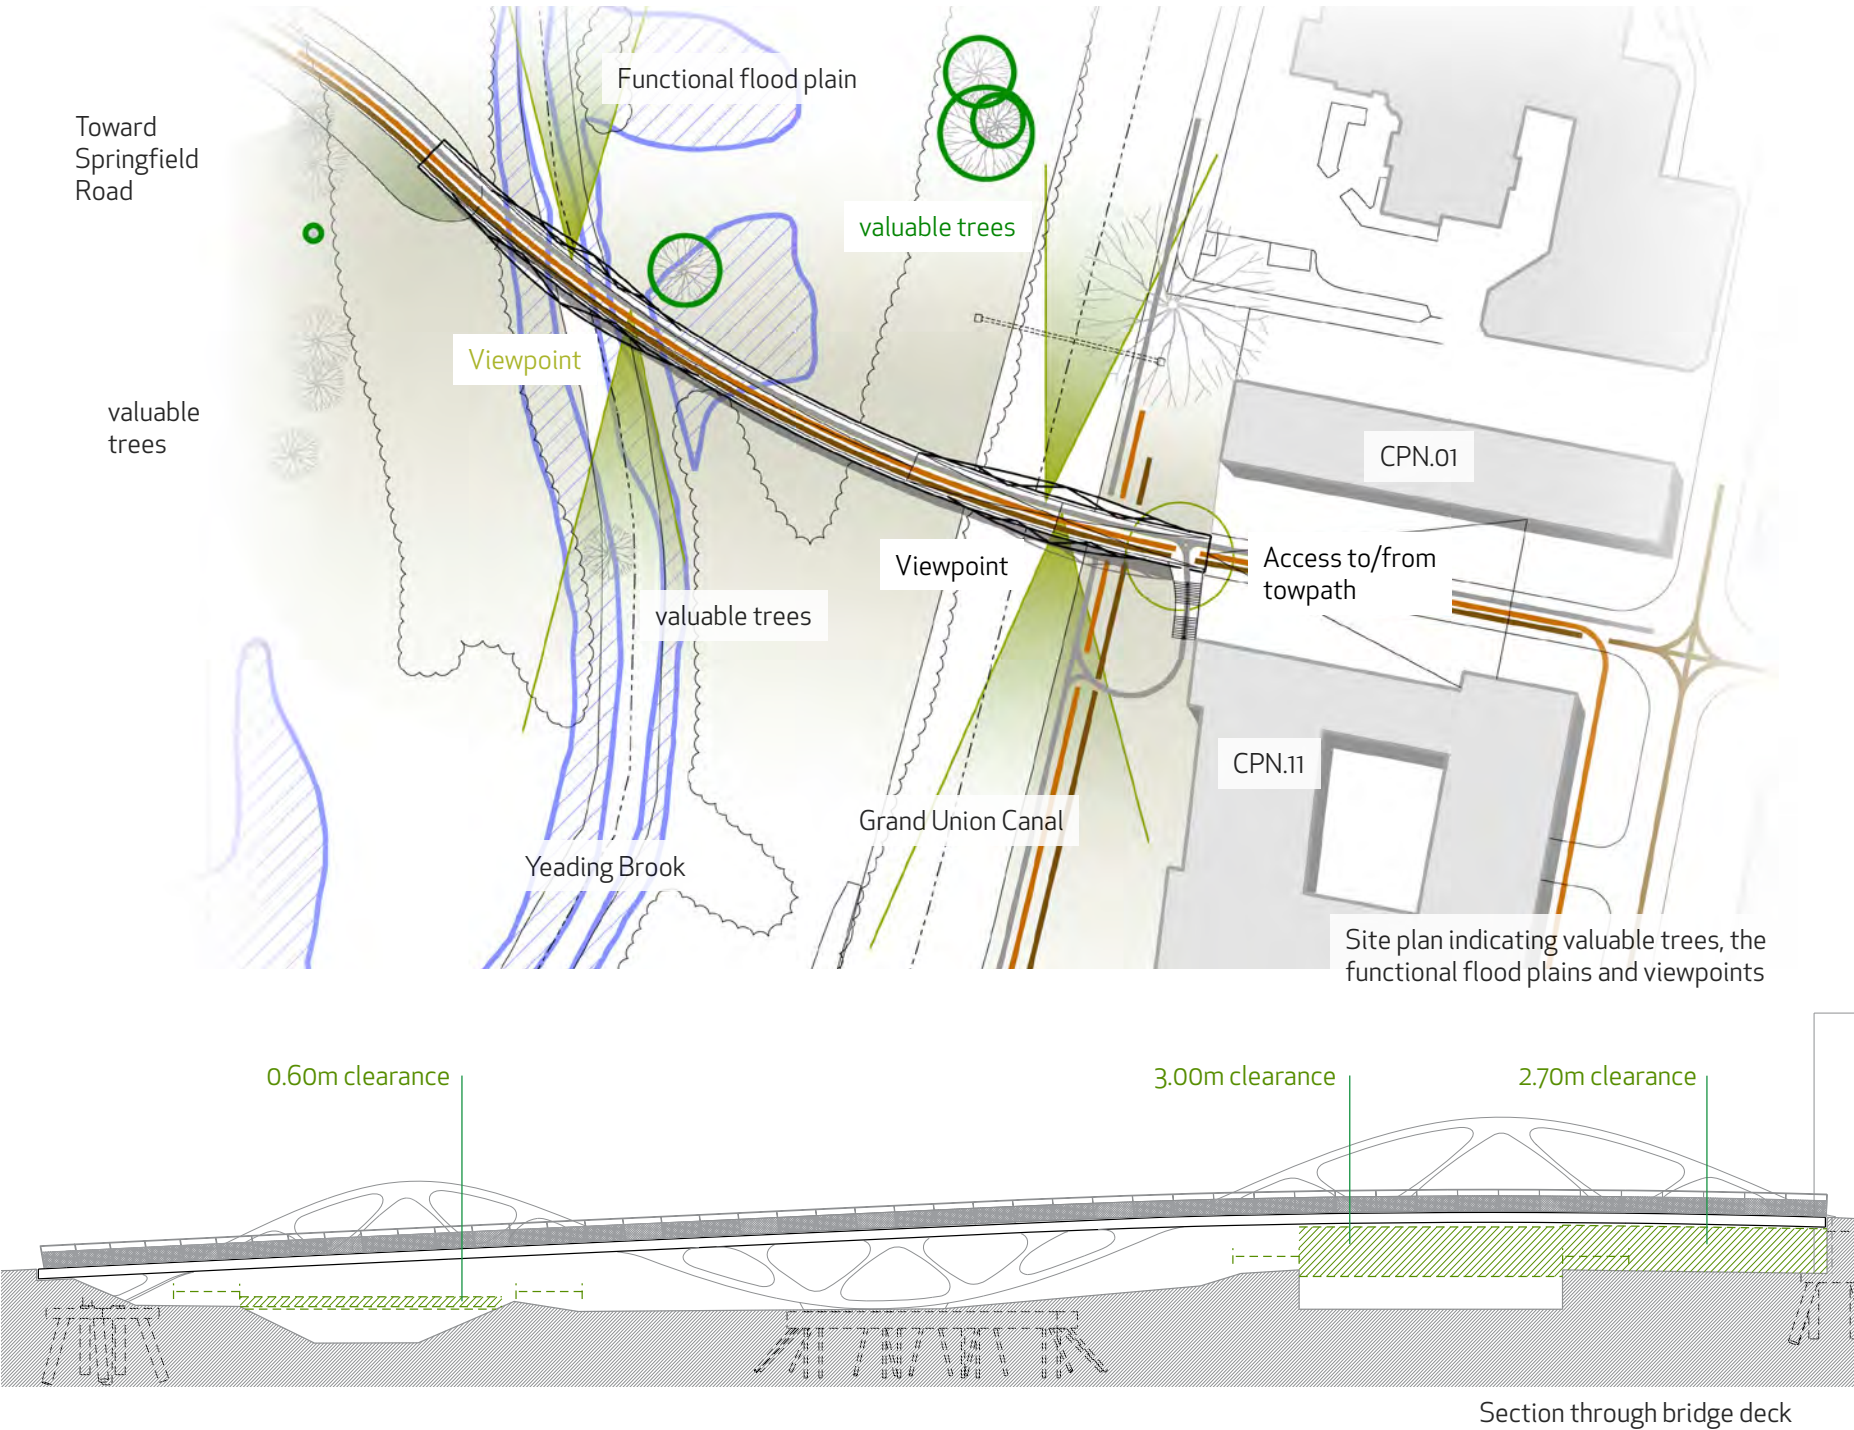 Functional flood plain
Toward
Springfield
Road
valuable trees
Viewpoint
valuable
trees
CPN.01
Viewpoint
Access to/from
towpath
valuable trees
CPN.11
Grand Union Canal
Yeading Brook
Site plan indicating valuable trees, the
functional flood plains and viewpoints
0.60m clearance
3.00m clearance
2.70m clearance
Section through bridge deck